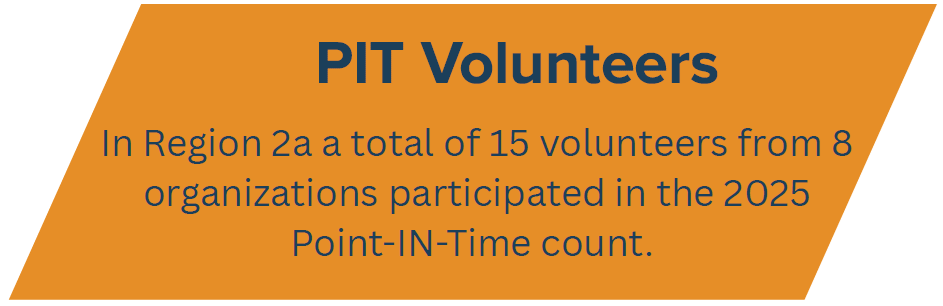 PIT Volunteers
In Region 2a a total of 15 volunteers from 8
organizations participated in the 2025
Point-IN-Time count.